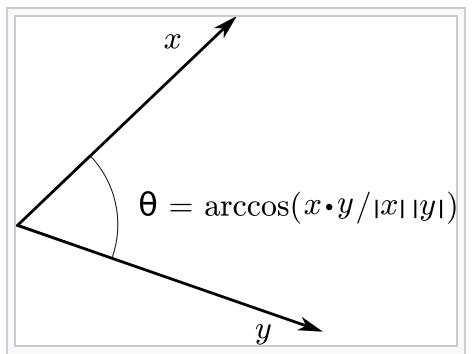 x
θ = arccos(x•y/|x| |y|)
y